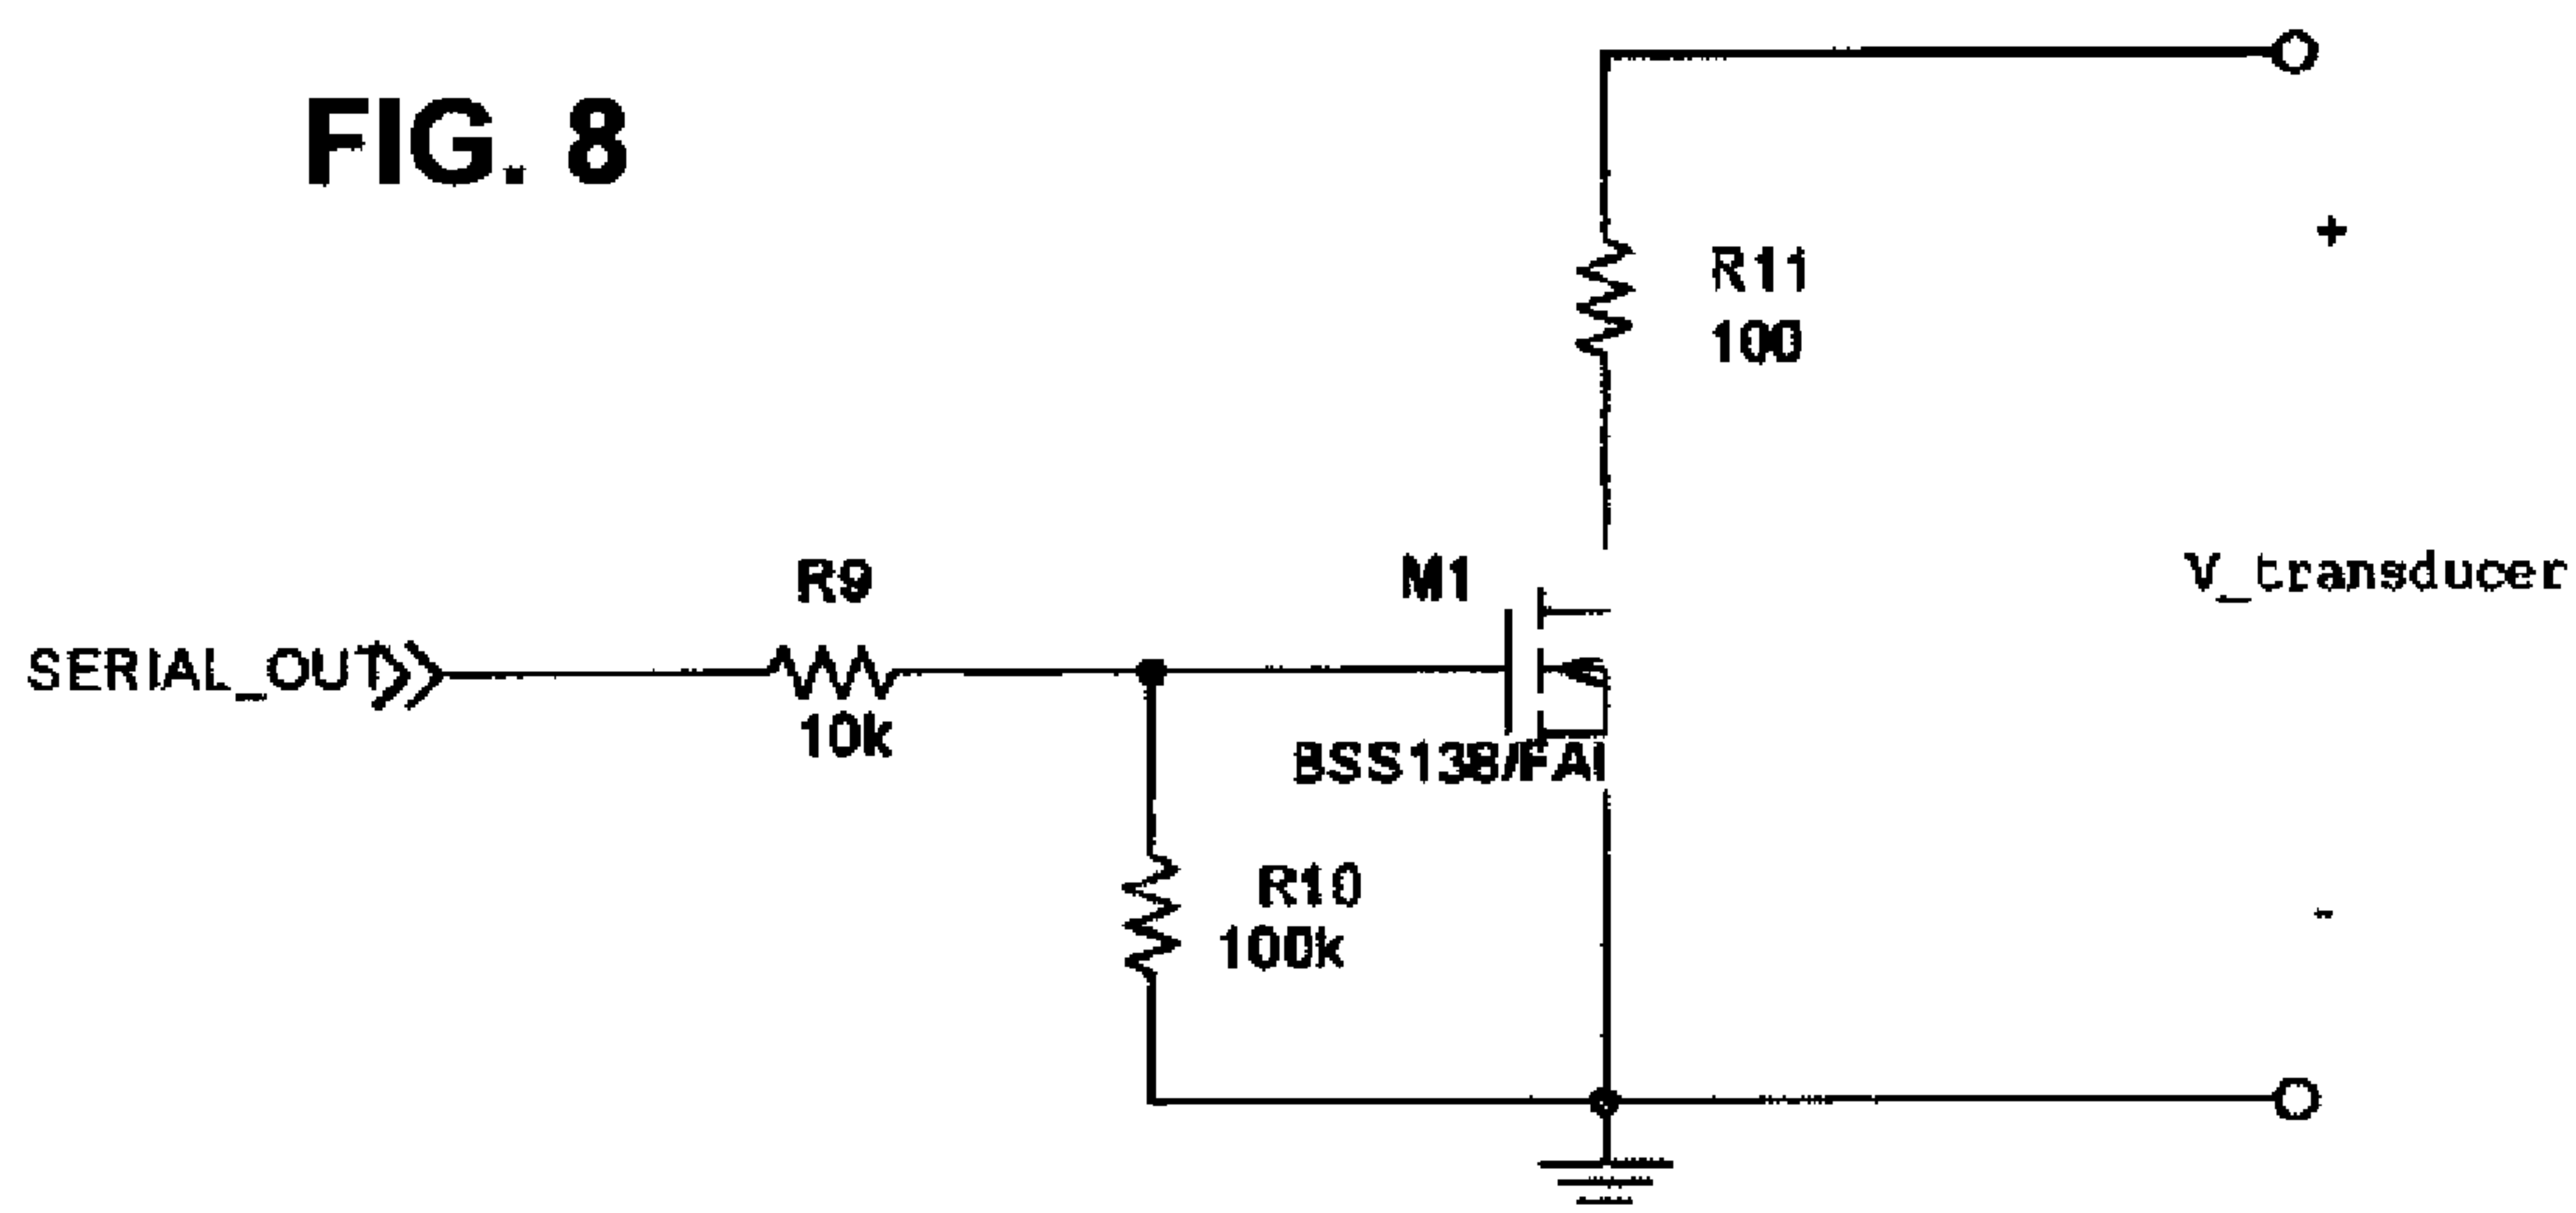 FIG. 8
+
R11
100
R9
M1
V_transducer
SERIAL_OUT
10k
BSS138/FAI
R10
100k
-